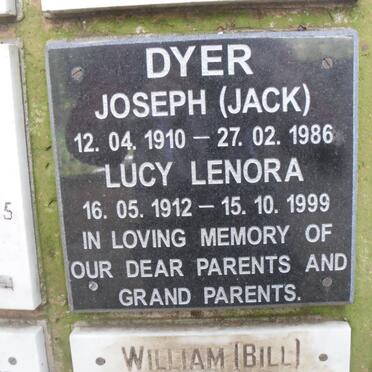 DYER
JOSEPH (JACK)
12. 04. 1910 – 27. 02. 1986
LUCY LENORA
16. 05. 1912 – 15. 10. 1999
IN LOVING MEMORY OF
OUR DEAR PARENTS AND
GRAND PARENTS.
5
WILLIAM (BILL)